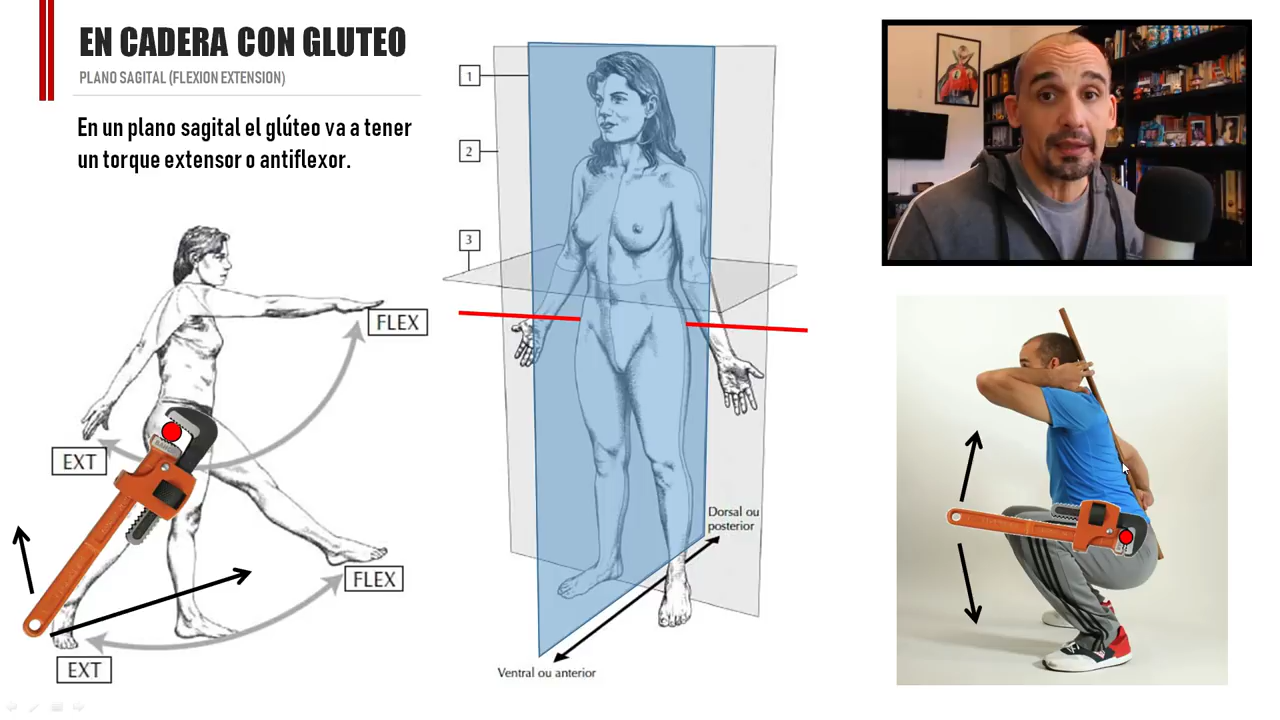 EN CADERA CON GLUTEO
PLANO SAGITAL (FLEXION EXTENSION)
En un plano sagital el glúteo va a tener
un torque extensor o antiflexor.
FLEX
EXT
FLEX
EXT
1
2
3
Dorsal ou
posterior
Ventral ou anterior